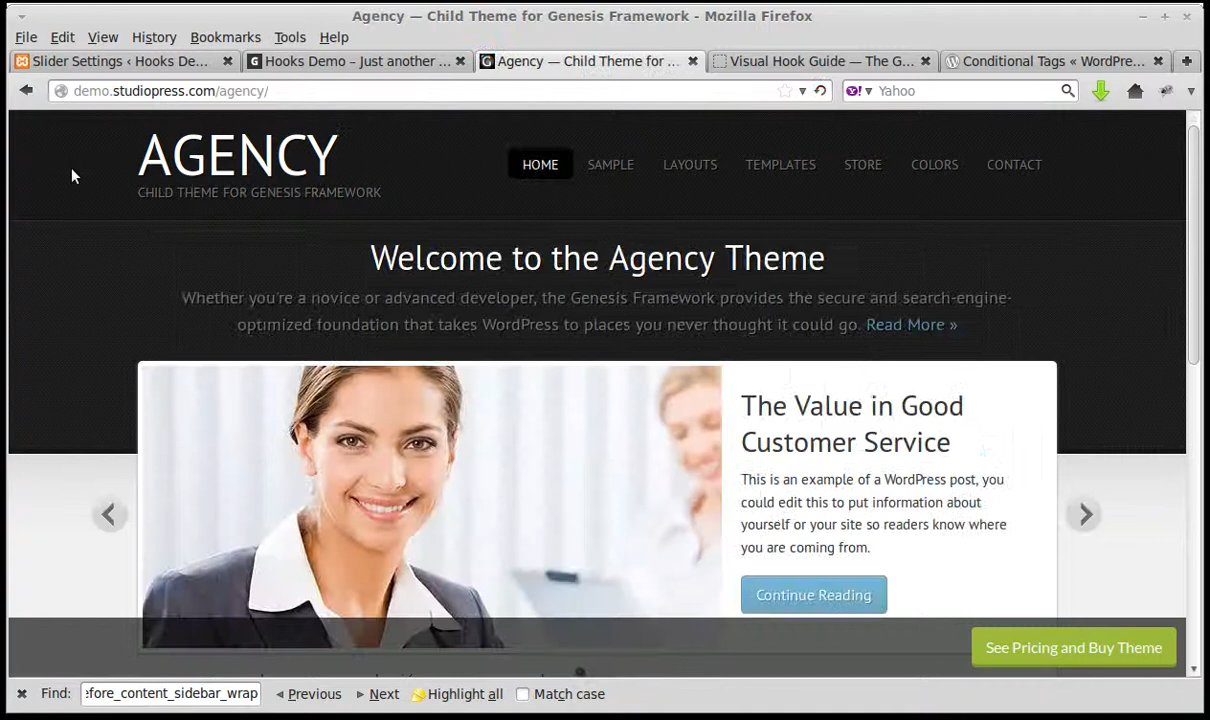 Agency — Child Theme for Genesis Framework - Mozilla Firefox
File Edit View History Bookmarks Tools Help
Slider Settings ‹ Hooks De...
Hooks Demo – Just another ...
Agency — Child Theme for ...
Visual Hook Guide — The G...
Conditional Tags « WordPre...
demo.studiopress.com/agency/
Yahoo
AGENCY
CHILD THEME FOR GENESIS FRAMEWORK
HOME SAMPLE LAYOUTS TEMPLATES STORE COLORS CONTACT
Welcome to the Agency Theme
Whether you're a novice or advanced developer, the Genesis Framework provides the secure and search-engine-
optimized foundation that takes WordPress to places you never thought it could go. Read More »
The Value in Good
Customer Service
This is an example of a WordPress post, you
could edit this to put information about
yourself or your site so readers know where
you are coming from.
Continue Reading
See Pricing and Buy Theme
Find: :fore_content_sidebar_wrap Previous Next Highlight all Match case